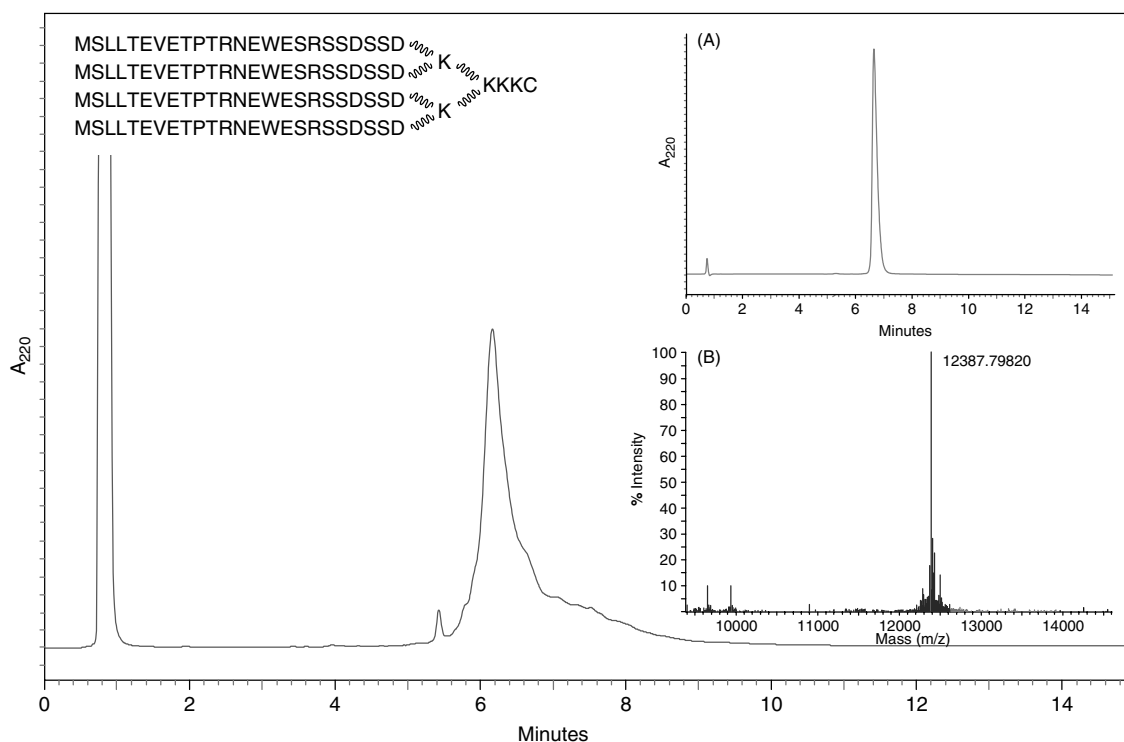 MSLLTEVETPTRNEWESRSSDSSD
MSLLTEVETPTRNEWESRSSDSSD
MSLLTEVETPTRNEWESRSSDSSD
MSLLTEVETPTRNEWESRSSDSSD
K
K
KKKC
A220
0 2 4 6 8 10 12 14
Minutes
(A)
A220
0 2 4 6 8 10 12 14
Minutes
(B)
12387.79820
100
90
80
70
60
50
40
30
20
10
% Intensity
10000 11000 12000 13000 14000
Mass (m/z)